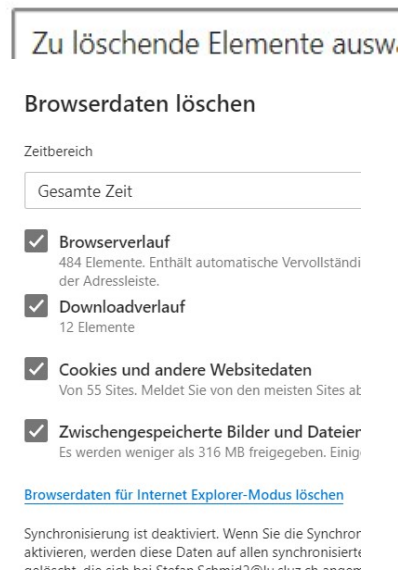 Zu löschende Elemente
Browserdaten löschen
Zeitbereich
Gesamte Zeit
Browserverlauf
484 Elemente. Enthält automatische
der Adressleiste.
Downloadverlauf
12 Elemente
Cookies und andere Websitedaten
Von 55 Sites. Meldet Sie von den meisten Sites
Zwischengespeicherte Bilder und
Es werden weniger als 316 MB freigegeben.
Browserdaten für Internet Explorer-Modus löschen
Synchronisierung ist deaktiviert. Wenn Sie die
aktivieren, werden diese Daten auf allen